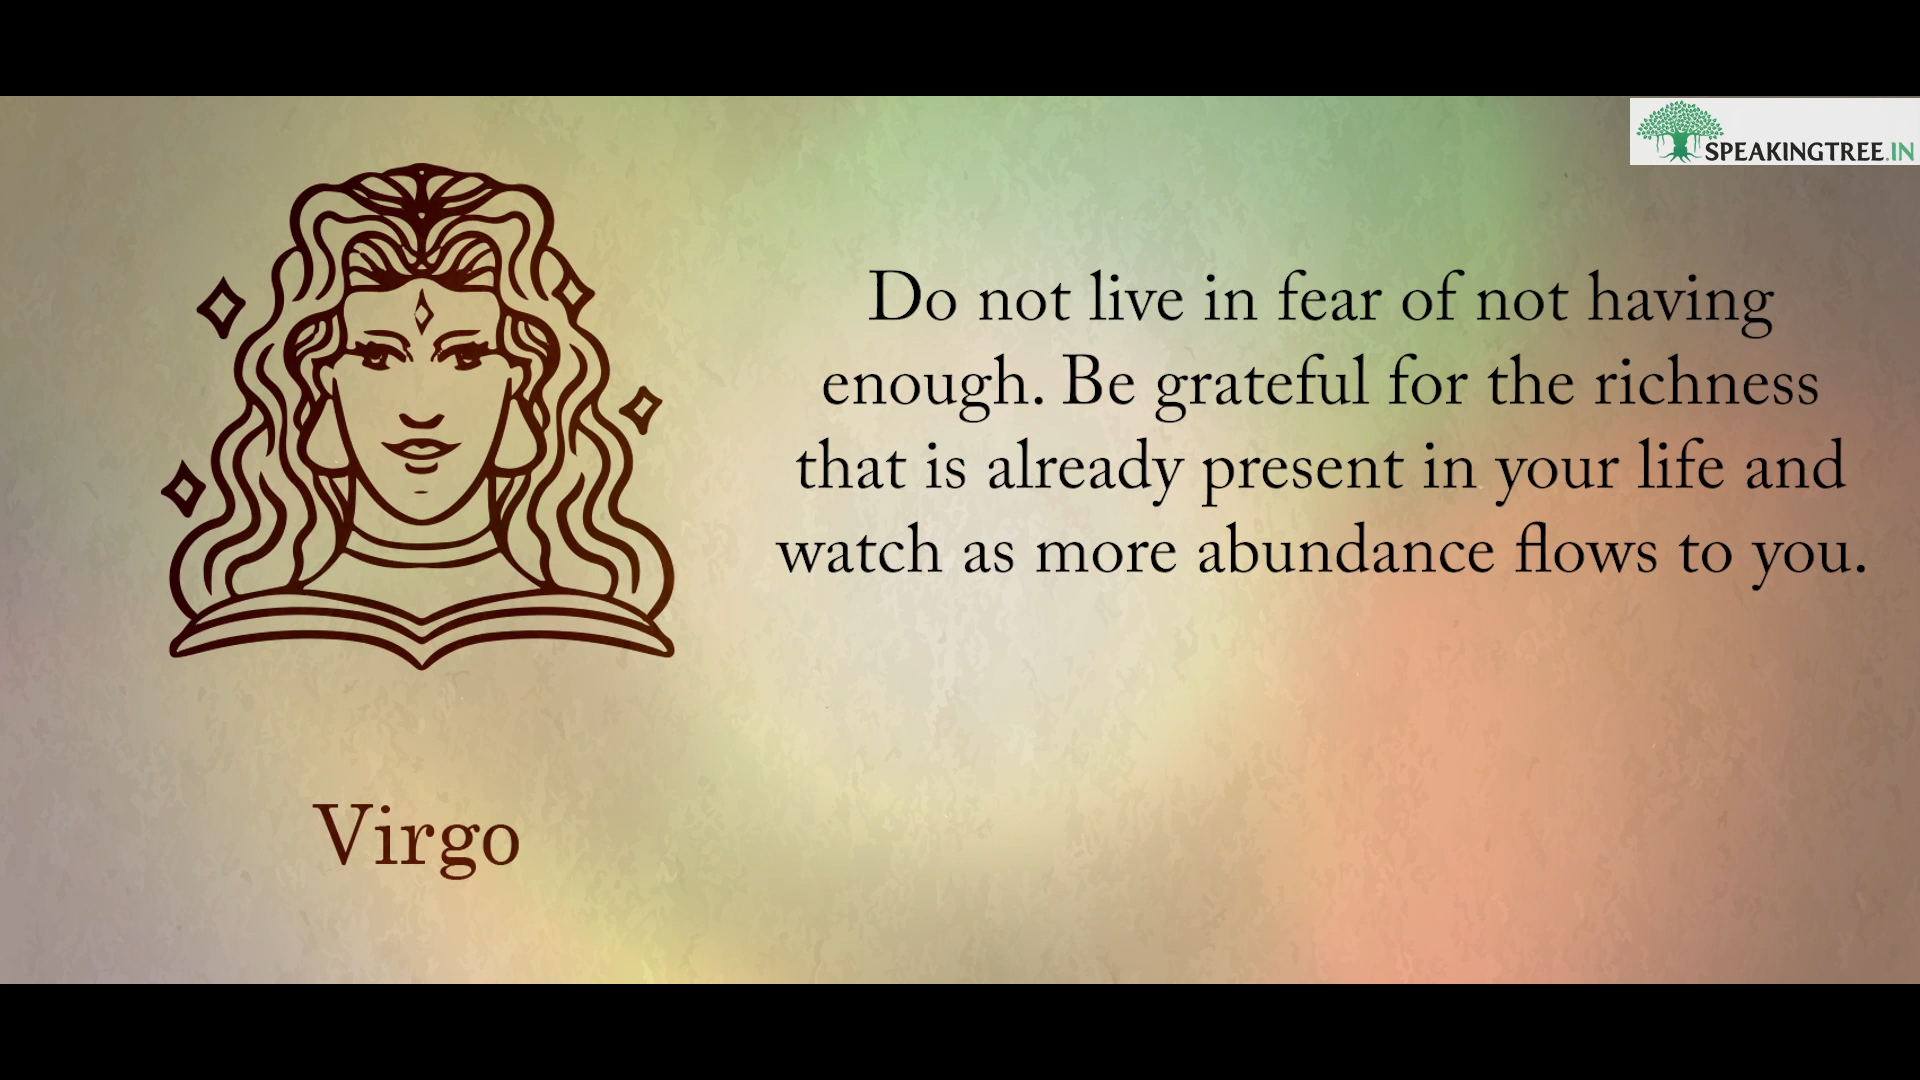 SPEAKINGTREE.IN
Do not live in fear of not having
enough. Be grateful for the richness
that is already present in your life and
watch as more abundance flows to you.
Virgo